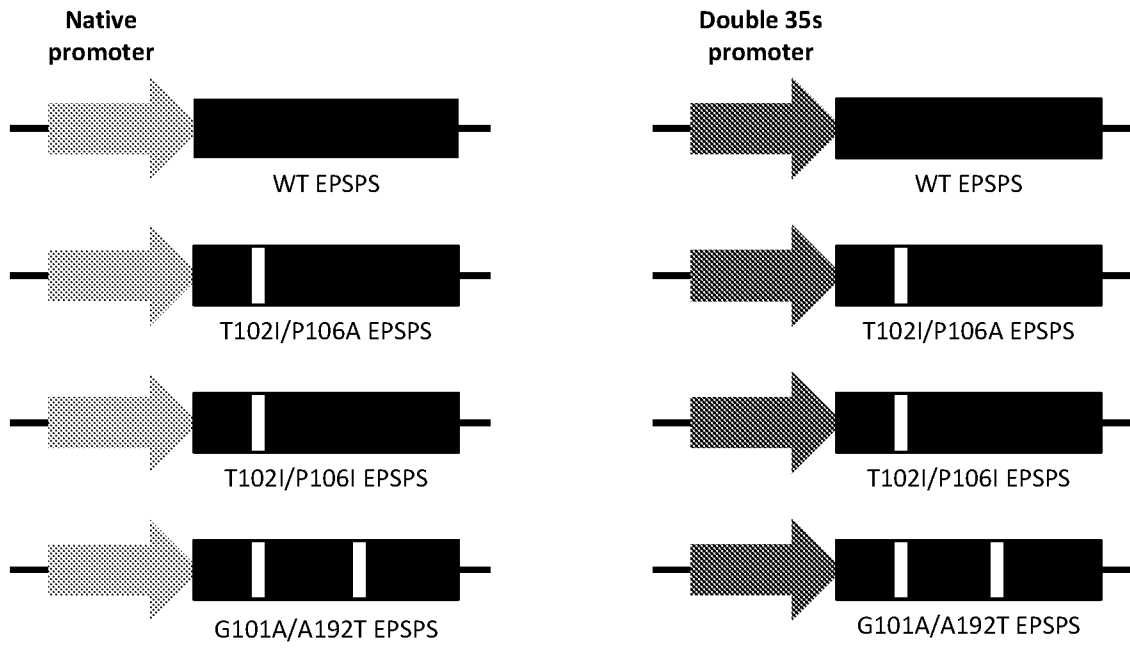 Native
promoter
Double 35s
promoter
WT EPSPS
WT EPSPS
T102I/P106A EPSPS
T102I/P106A EPSPS
T102I/P106I EPSPS
T102I/P106I EPSPS
G101A/A192T EPSPS
G101A/A192T EPSPS